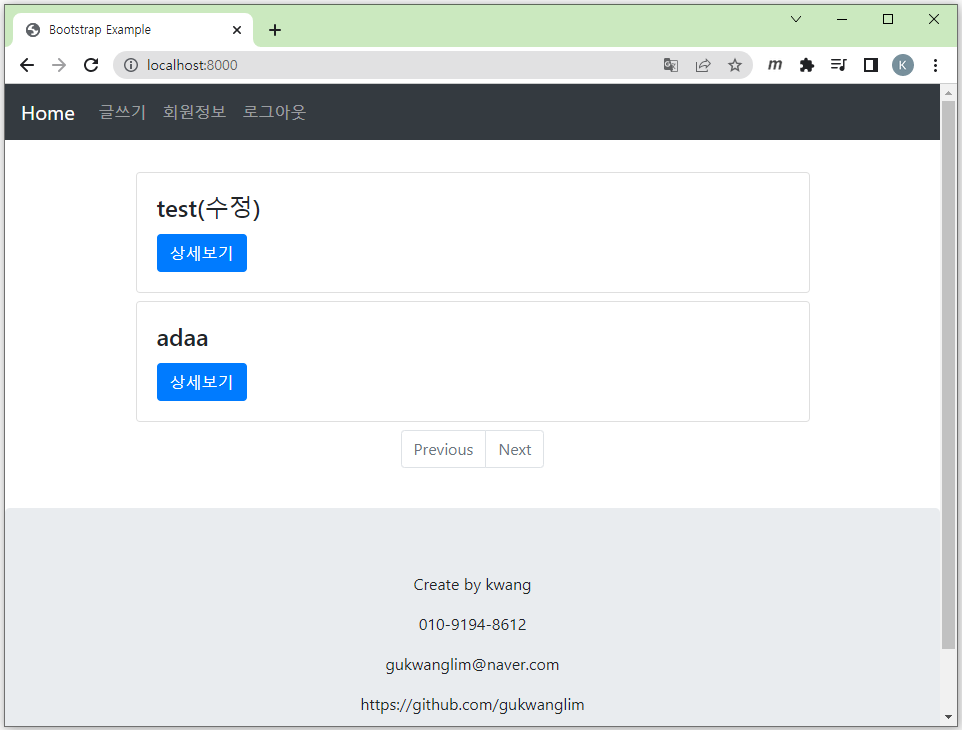 Bootstrap Example
localhost:8000
m
K
Home 글쓰기 회원정보 로그아웃
test(수정)
상세보기
adaa
상세보기
Previous Next
Create by kwang
010-9194-8612
gukwanglim@naver.com
https://github.com/gukwanglim